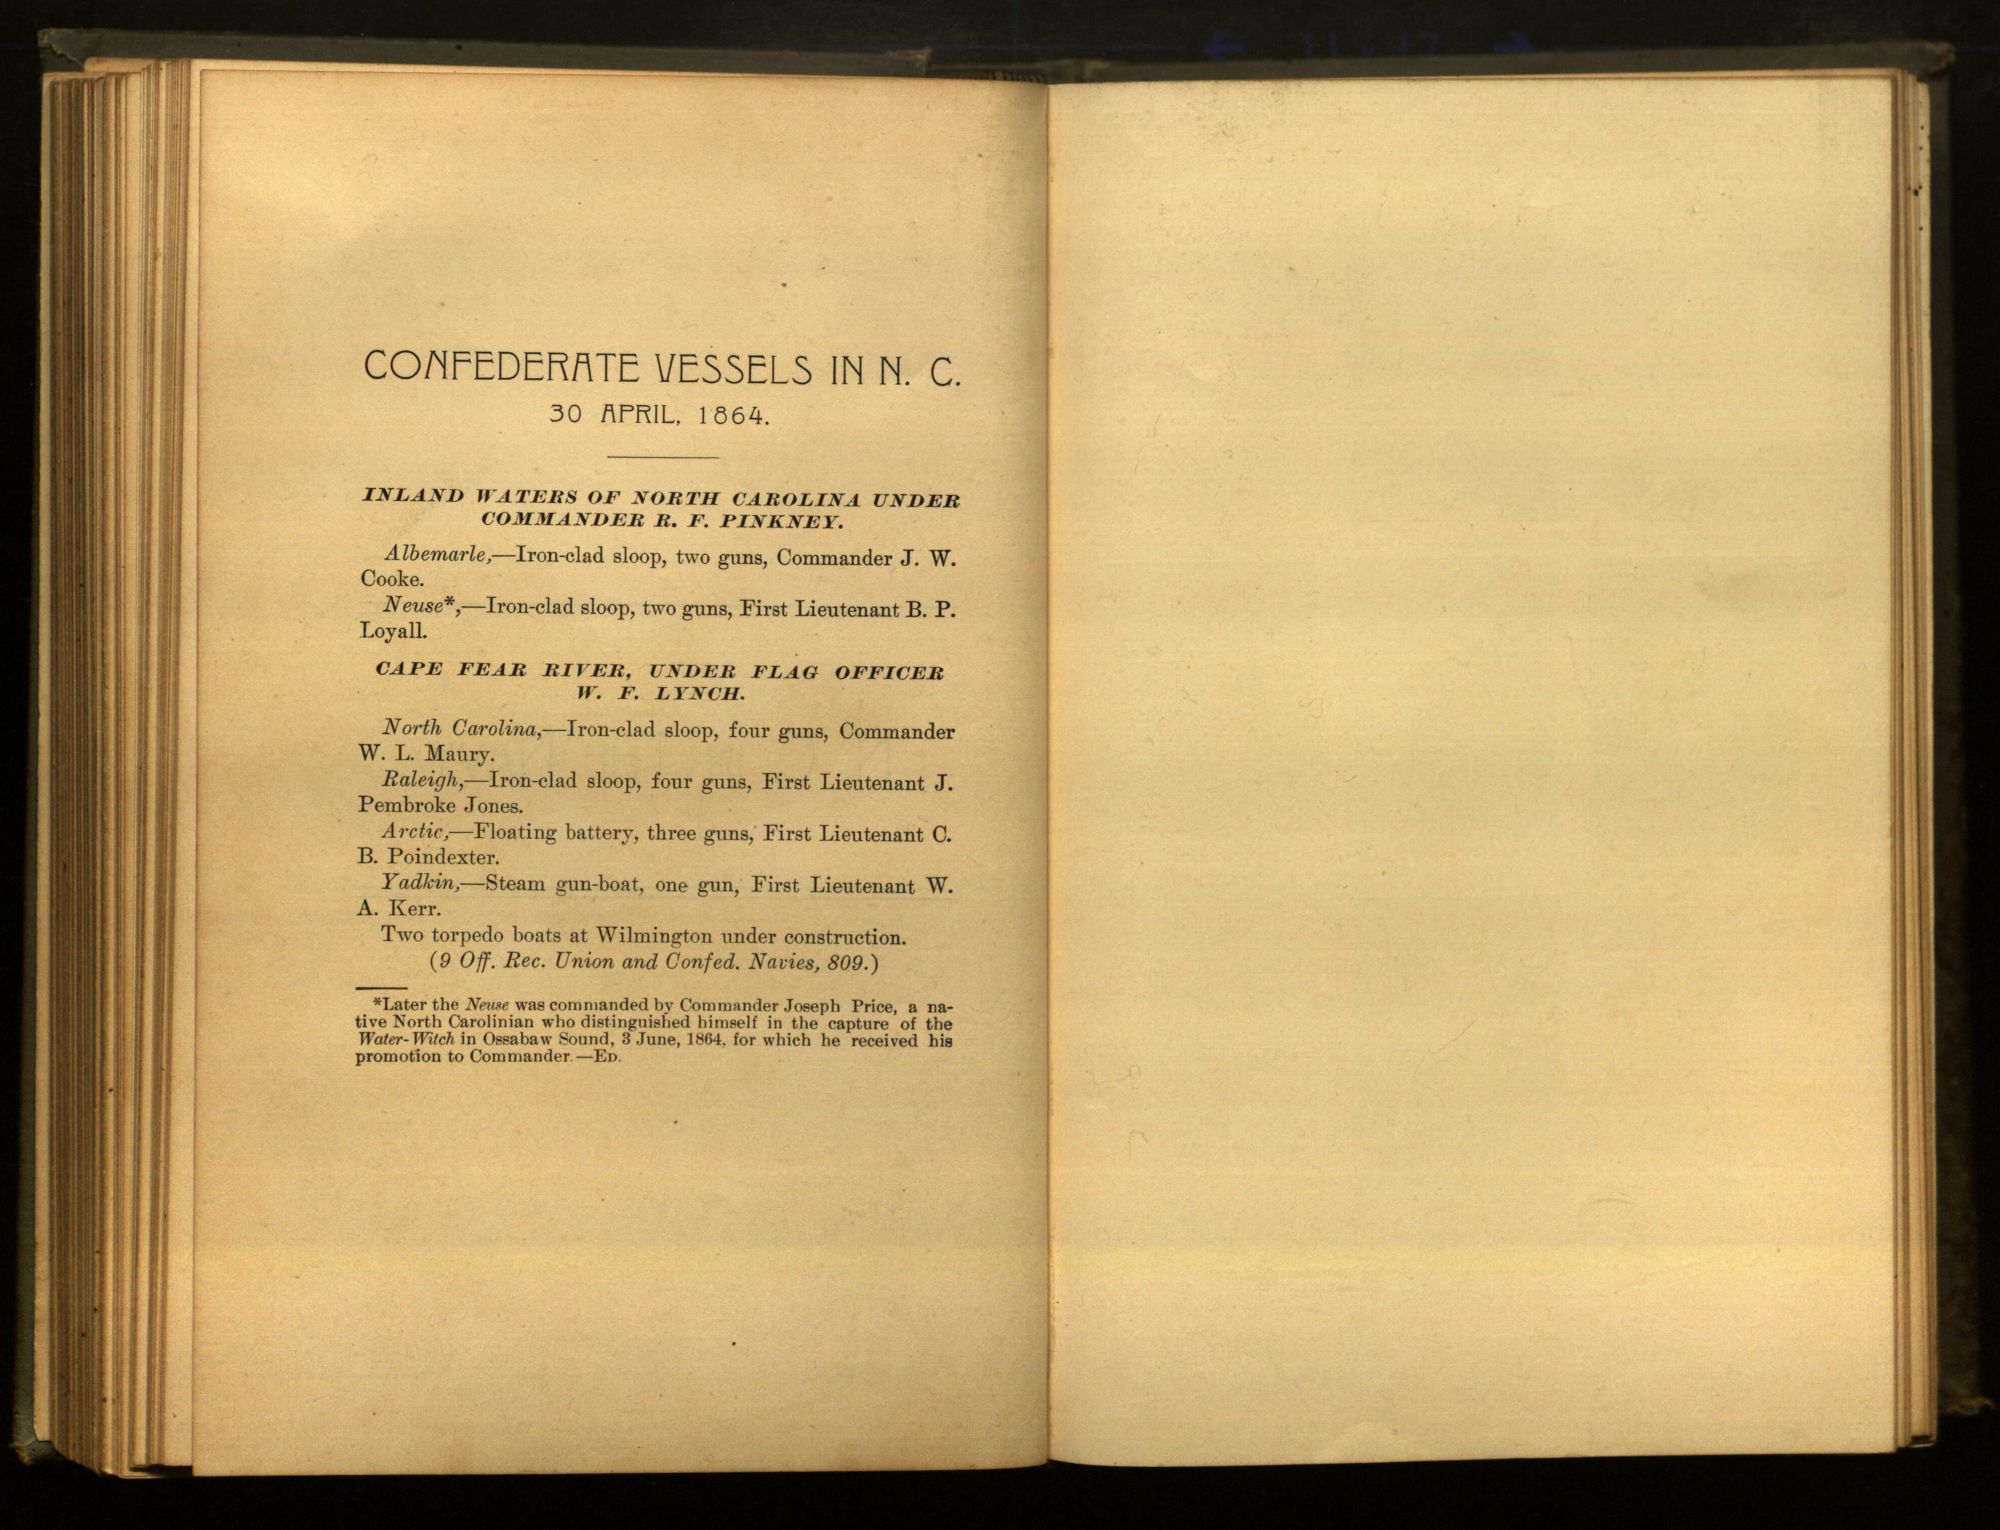 CONFEDERATE VESSELS IN N. C.
30 APRIL, 1864.
INLAND WATERS OF NORTH CAROLINA UNDER
COMMANDER R. F. PINKNEY.
Albemarle,—Iron-clad sloop, two guns, Commander J. W.
Cooke.
Neuse*,—Iron-clad sloop, two guns, First Lieutenant B. P.
Loyall.
CAPE FEAR RIVER, UNDER FLAG OFFICER
W. F. LYNCH.
North Carolina,—Iron-clad sloop, four guns, Commander
W. L. Maury.
Raleigh,—Iron-clad sloop, four guns, First Lieutenant J.
Pembroke Jones.
Arctic,—Floating battery, three guns, First Lieutenant C.
B. Poindexter.
Yadkin,—Steam gun-boat, one gun, First Lieutenant W.
A. Kerr.
Two torpedo boats at Wilmington under construction.
(9 Off. Rec. Union and Confed. Navies, 809.)
*Later the Neuse was commanded by Commander Joseph Price, a na-
tive North Carolinian who distinguished himself in the capture of the
Water-Witch in Ossabaw Sound, 3 June, 1864, for which he received his
promotion to Commander.—ED.